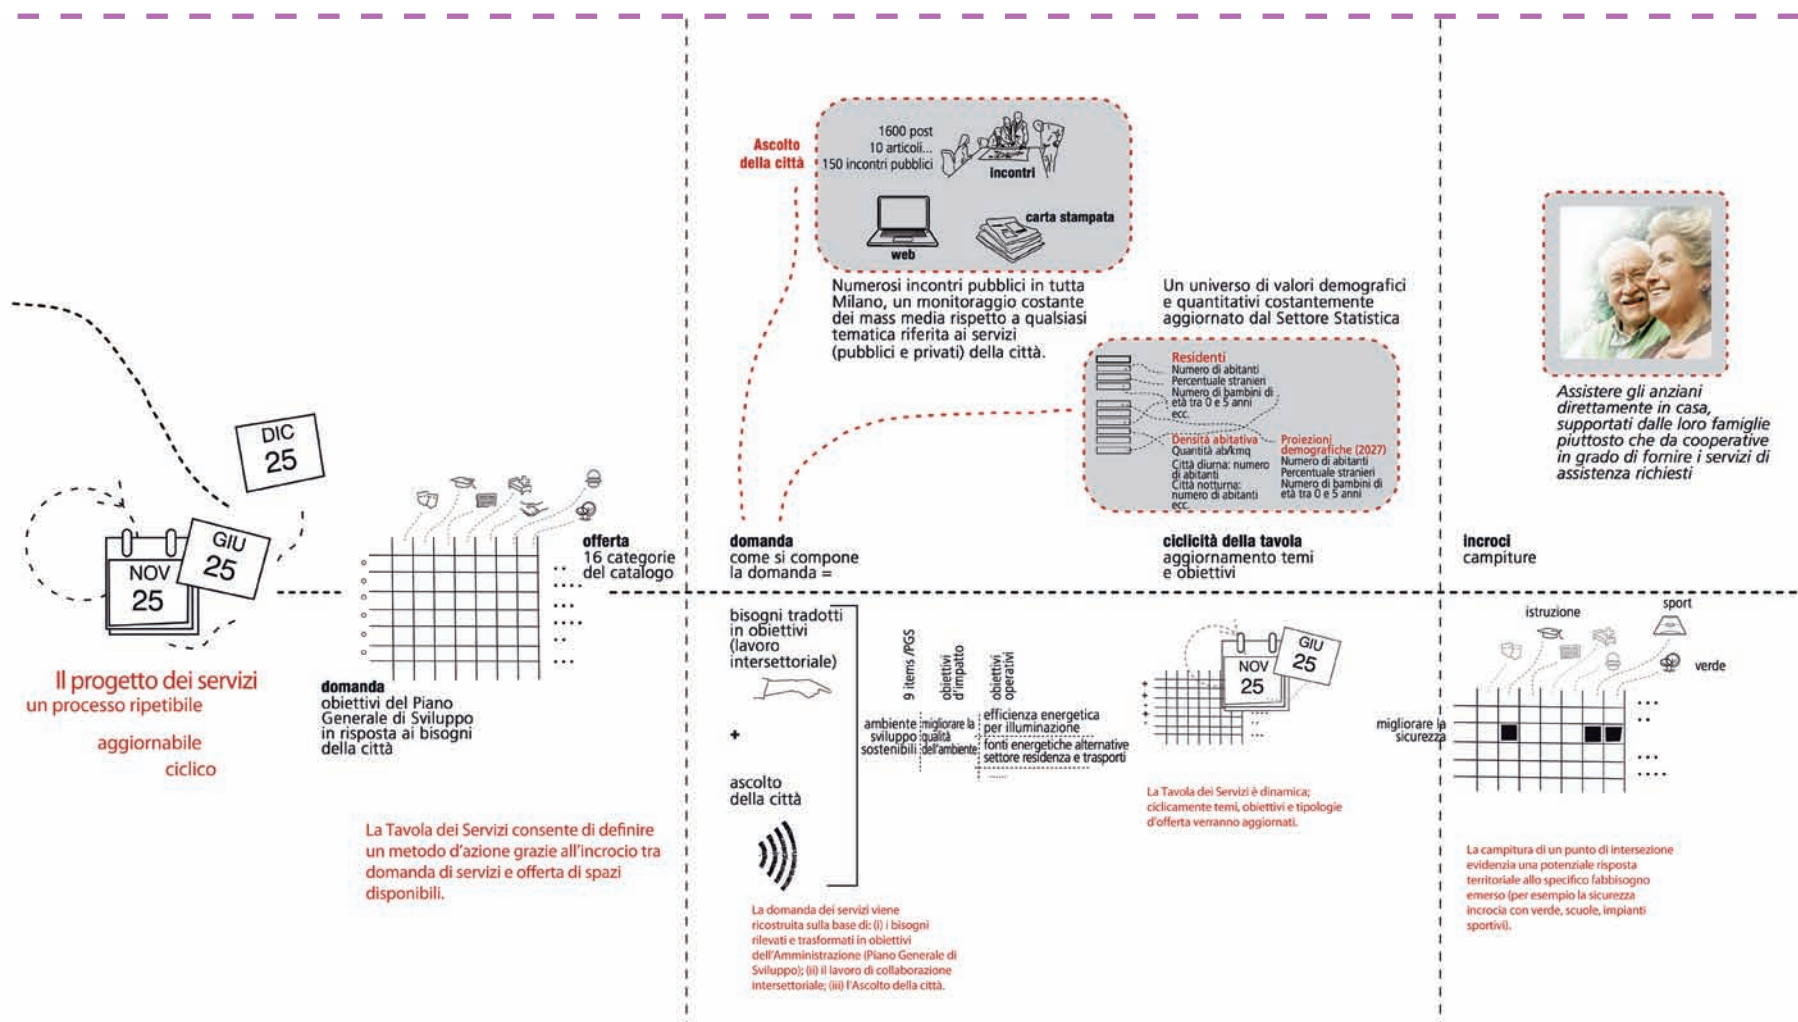 DIC
25
GIU
25
NOV
25
Il progetto dei servizi
un processo ripetibile
aggiornabile
ciclico
offerta
16 categorie
del catalogo
domanda
obiettivi del Piano
Generale di Sviluppo
in risposta ai bisogni
della città
La Tavola dei Servizi consente di definire
un metodo d'azione grazie all'incrocio tra
domanda di servizi e offerta di spazi
disponibili.
Ascolto
della città
1600 post
10 articoli...
150 incontri pubblici
incontri
web
carta stampata
Numerosi incontri pubblici in tutta
Milano, un monitoraggio costante
dei mass media rispetto a qualsiasi
tematica riferita ai servizi
(pubblici e privati) della città.
Un universo di valori demografici
e quantitativi costantemente
aggiornato dal Settore Statistica
Residenti
Numero di abitanti
Percentuale stranieri
Numero di bambini di
età tra 0 e 5 anni
ecc.
Densità abitativa
Quantità ab/kmq
Città diurna: numero
di abitanti
Città notturna:
numero di abitanti
ecc.
Proiezioni
demografiche (2027)
Numero di abitanti
Percentuale stranieri
Numero di bambini di
età tra 0 e 5 anni
domanda
come si compone
la domanda =
bisogni tradotti
in obiettivi
(lavoro
intersettoriale)
+
ascolto
della città
9 items /PGS
obiettivi
d'impatto
obiettivi
operativi
ambiente
sviluppo
sostenibili
migliorare la
qualità
dell'ambiente
efficienza energetica
per illuminazione
fonti energetiche alternative
settore residenza e trasporti
......
La domanda dei servizi viene
ricostruita sulla base di: (i) i bisogni
rilevati e trasformati in obiettivi
dell'Amministrazione (Piano Generale di
Sviluppo); (ii) il lavoro di collaborazione
intersettoriale; (iii) l'Ascolto della città.
ciclicità della tavola
aggiornamento temi
e obiettivi
NOV
25
GIU
25
La Tavola dei Servizi è dinamica;
ciclicamente temi, obiettivi e tipologie
d'offerta verranno aggiornati.
Assistere gli anziani
direttamente in casa,
supportati dalle loro famiglie
piuttosto che da cooperative
in grado di fornire i servizi di
assistenza richiesti
incroci
campiture
istruzione
sport
verde
migliorare la
sicurezza
La campitura di un punto di intersezione
evidenzia una potenziale risposta
territoriale allo specifico fabbisogno
emerso (per esempio la sicurezza
incrocia con verde, scuole, impianti
sportivi).